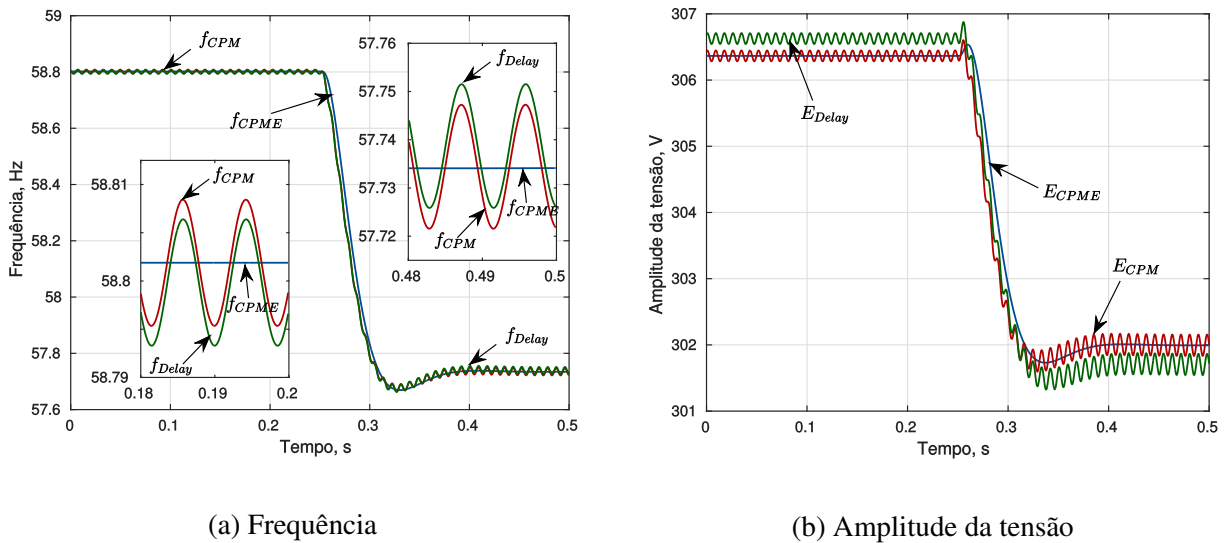 59
58.8
58.6
58.4
58.2
58
57.8
57.6
Frequência, Hz
0
0.1
0.2
0.3
0.4
0.5
Tempo, s
f_CPM
f_CPME
f_Delay
57.76
57.75
57.74
57.73
57.72
0.48
0.49
0.5
f_Delay
f_CPME
f_CPM
58.81
58.8
58.79
0.18
0.19
0.2
f_CPM
f_CPME
f_Delay
(a) Frequência
307
306
305
304
303
302
301
Amplitude da tensão, V
0
0.1
0.2
0.3
0.4
0.5
Tempo, s
E_Delay
E_CPME
E_CPM
(b) Amplitude da tensão